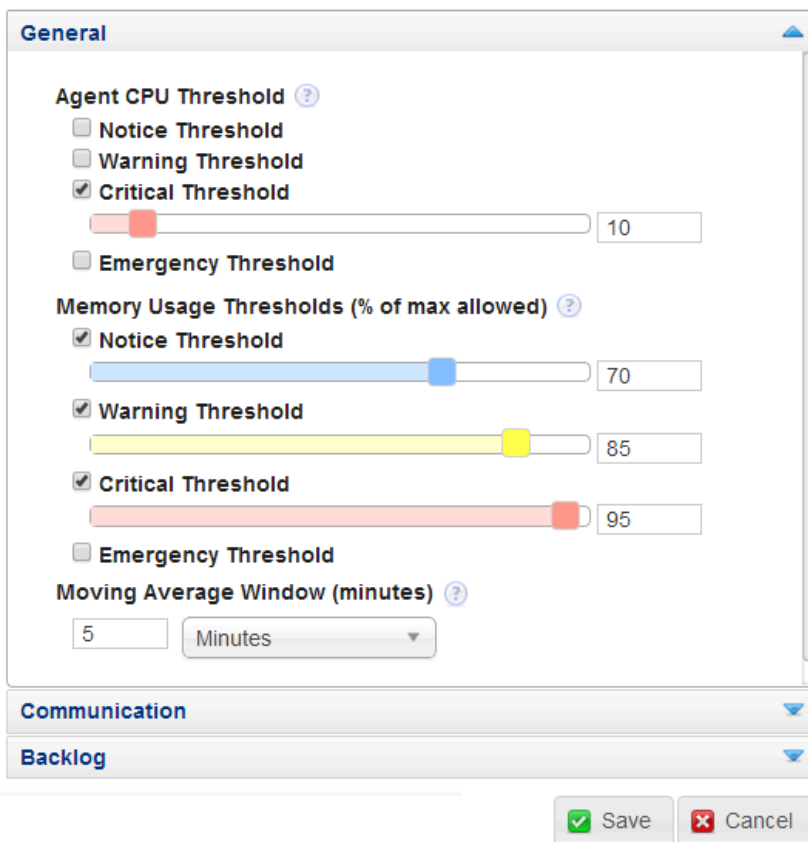 General
Agent CPU Threshold ?
Notice Threshold
Warning Threshold
Critical Threshold
10
Emergency Threshold
Memory Usage Thresholds (% of max allowed) ?
Notice Threshold
70
Warning Threshold
85
Critical Threshold
95
Emergency Threshold
Moving Average Window (minutes) ?
5 Minutes
Communication
Backlog
Save Cancel